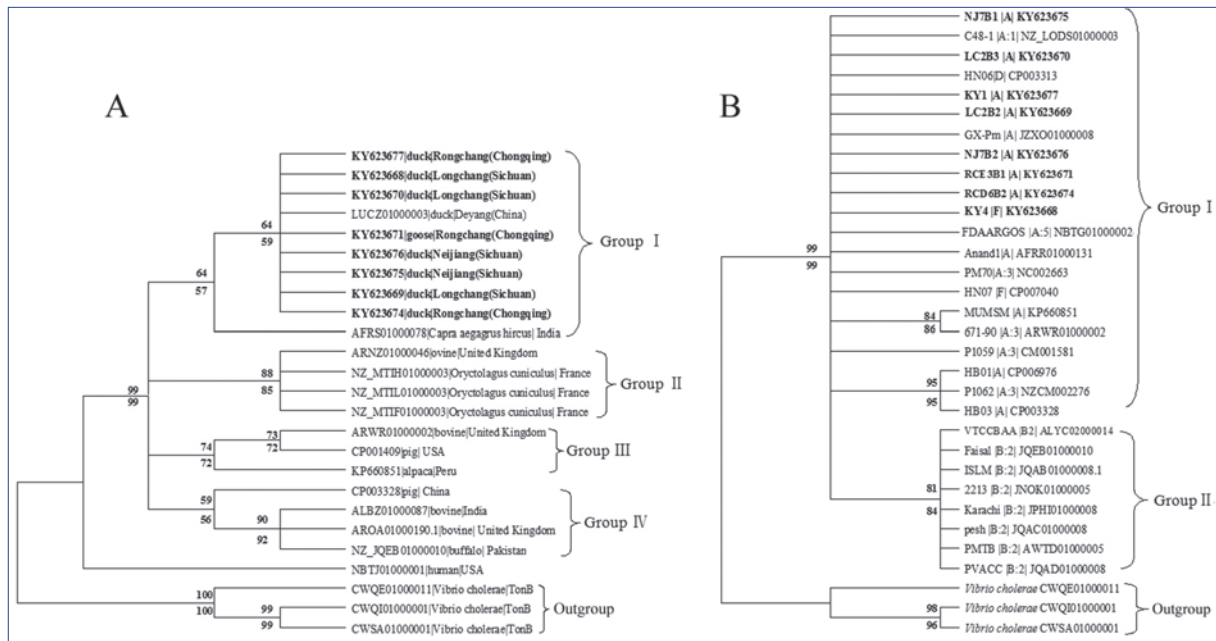 A
64
59
64
57
99
99
88
85
73
72
74
72
59
56
90
92
100
100
99
99
KY623677|duck|Rongchang(Chongqing)
KY623668|duck|Longchang(Sichuan)
KY623670|duck|Longchang(Sichuan)
LUCZ01000003|duck|Deyang(China)
KY623671|goose|Rongchang(Chongqing)
KY623676|duck|Neijiang(Sichuan)
KY623675|duck|Neijiang(Sichuan)
KY623669|duck|Longchang(Sichuan)
KY623674|duck|Rongchang(Chongqing)
AFRS01000078|Capra aegagrus hircus| India
ARNZ01000046|ovine|United Kingdom
NZ_MTIH01000003|Oryctolagus cuniculus| France
NZ_MTIL01000003|Oryctolagus cuniculus| France
NZ_MTIF01000003|Oryctolagus cuniculus| France
ARWR01000002|bovine|United Kingdom
CP001409|pig| USA
KP660851|alpaca|Peru
CP003328|pig| China
ALBZ01000087|bovine|India
AROA01000190.1|bovine| United Kingdom
NZ_JQEB01000010|buffalo| Pakistan
NBTJ01000001|human|USA
CWQE01000011|Vibrio cholerae|TonB
CWQI01000001|Vibrio cholerae|TonB
CWSA01000001|Vibrio cholerae|TonB
Group I
Group II
Group III
Group IV
Outgroup
B
99
99
84
86
95
95
81
84
98
96
NJ7B1 |A| KY623675
C48-1 |A:1| NZ_LODS01000003
LC2B3 |A| KY623670
HN06|D| CP003313
KY1 |A| KY623677
LC2B2 |A| KY623669
GX-Pm |A| JZXO01000008
NJ7B2 |A| KY623676
RCE3B1 |A| KY623671
RCD6B2 |A| KY623674
KY4 |F| KY623668
FDAARGOS |A:5| NBTG01000002
Anand1|A| AFRR01000131
PM70|A:3| NC002663
HN07 |F| CP007040
MUMSM |A| KP660851
671-90 |A:3| ARWR01000002
P1059 |A:3| CM001581
HB01|A| CP006976
P1062 |A:3| NZCM002276
HB03 |A| CP003328
VTCCBAA |B2| ALYC02000014
Faisal |B:2| JQEB01000010
ISLM |B:2| JQAB01000008.1
2213 |B:2| JNOK01000005
Karachi |B:2| JPHI01000008
pesh |B:2| JQAC01000008
PMTB |B:2| AWTD01000005
PVACC |B:2| JQAD01000008
Vibrio cholerae CWQE01000011
Vibrio cholerae CWQI01000001
Vibrio cholerae CWSA01000001
Group I
Group II
Outgroup